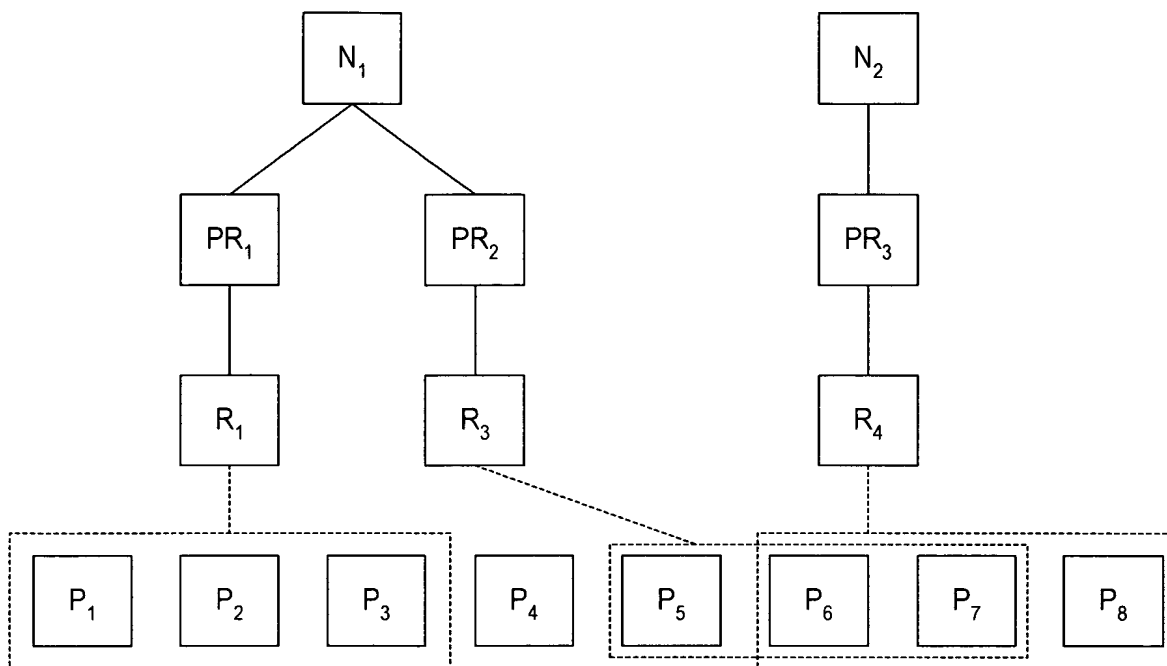 N₁ N₂
PR₁ PR₂ PR₃
R₁ R₃ R₄
P₁ P₂ P₃ P₄ P₅ P₆ P₇ P₈